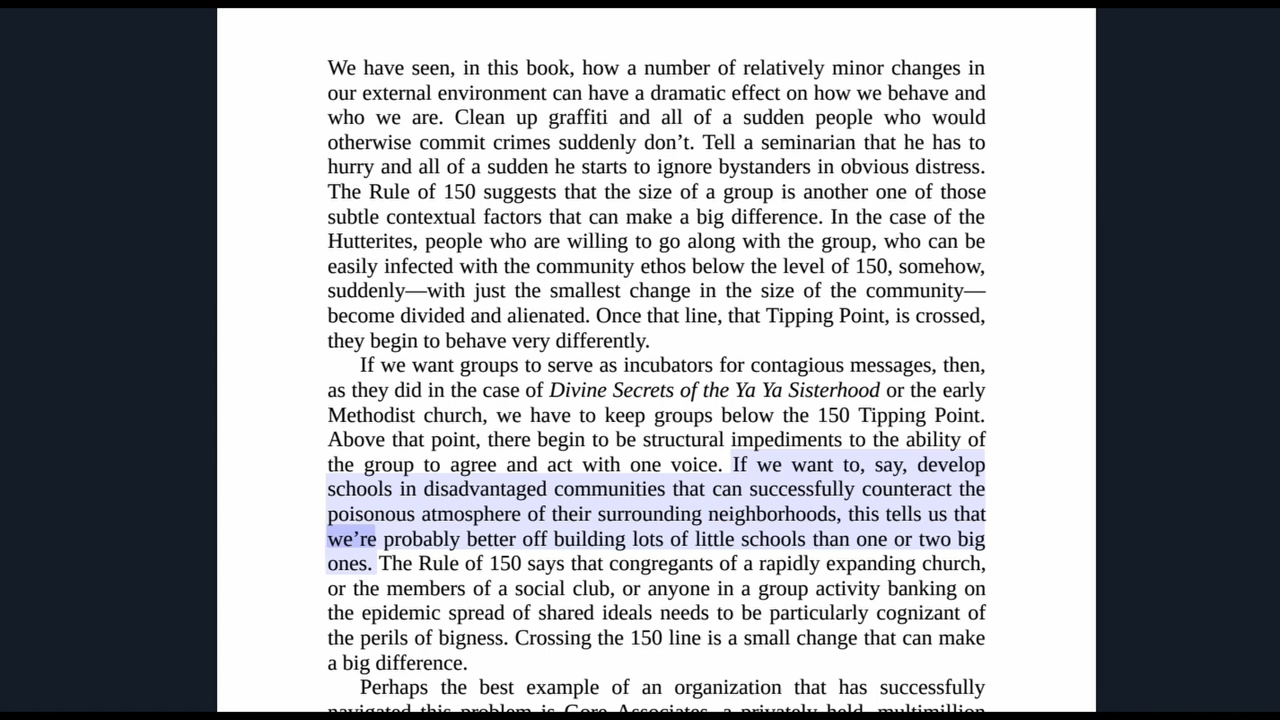 We have seen, in this book, how a number of relatively minor changes in
our external environment can have a dramatic effect on how we behave and
who we are. Clean up graffiti and all of a sudden people who would
otherwise commit crimes suddenly don’t. Tell a seminarian that he has to
hurry and all of a sudden he starts to ignore bystanders in obvious distress.
The Rule of 150 suggests that the size of a group is another one of those
subtle contextual factors that can make a big difference. In the case of the
Hutterites, people who are willing to go along with the group, who can be
easily infected with the community ethos below the level of 150, somehow,
suddenly—with just the smallest change in the size of the community—
become divided and alienated. Once that line, that Tipping Point, is crossed,
they begin to behave very differently.
If we want groups to serve as incubators for contagious messages, then,
as they did in the case of Divine Secrets of the Ya Ya Sisterhood or the early
Methodist church, we have to keep groups below the 150 Tipping Point.
Above that point, there begin to be structural impediments to the ability of
the group to agree and act with one voice. If we want to, say, develop
schools in disadvantaged communities that can successfully counteract the
poisonous atmosphere of their surrounding neighborhoods, this tells us that
we’re probably better off building lots of little schools than one or two big
ones. The Rule of 150 says that congregants of a rapidly expanding church,
or the members of a social club, or anyone in a group activity banking on
the epidemic spread of shared ideals needs to be particularly cognizant of
the perils of bigness. Crossing the 150 line is a small change that can make
a big difference.
Perhaps the best example of an organization that has successfully
navigated this problem is Gore Associates, a privately held, multimillion